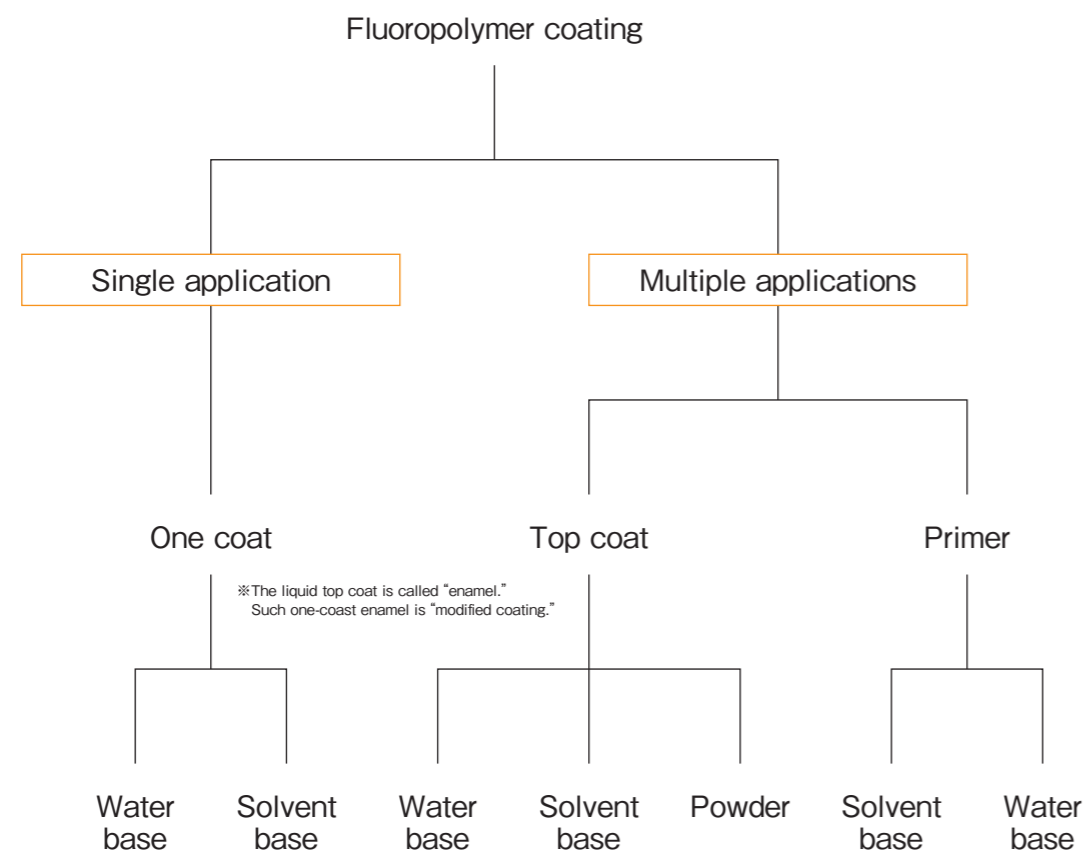 Fluoropolymer coating
Single application
Multiple applications
One coat
Top coat
Primer
※The liquid top coat is called “enamel.”
Such one-coast enamel is “modified coating.”
Water
base
Solvent
base
Water
base
Solvent
base
Powder
Solvent
base
Water
base